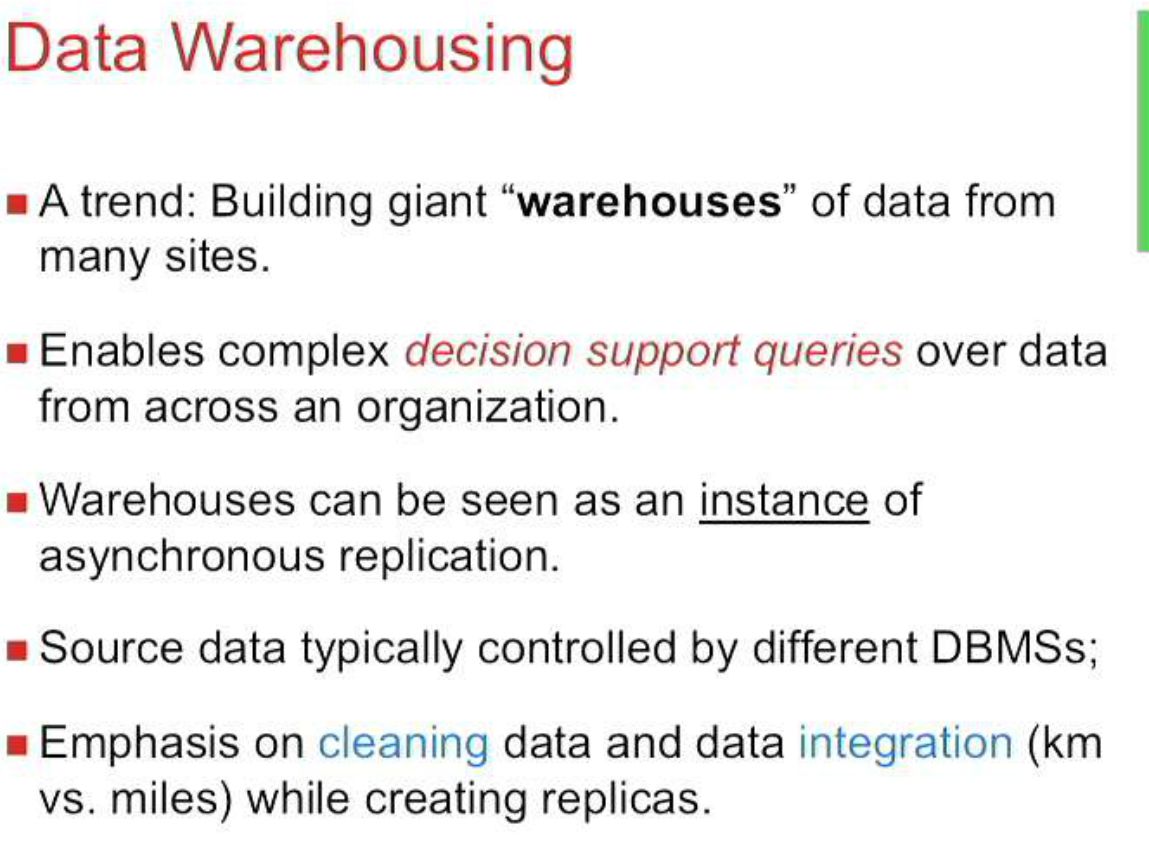 Data Warehousing
A trend: Building giant “warehouses” of data from
many sites.
Enables complex decision support queries over data
from across an organization.
Warehouses can be seen as an instance of
asynchronous replication.
Source data typically controlled by different DBMSs;
Emphasis on cleaning data and data integration (km
vs. miles) while creating replicas.